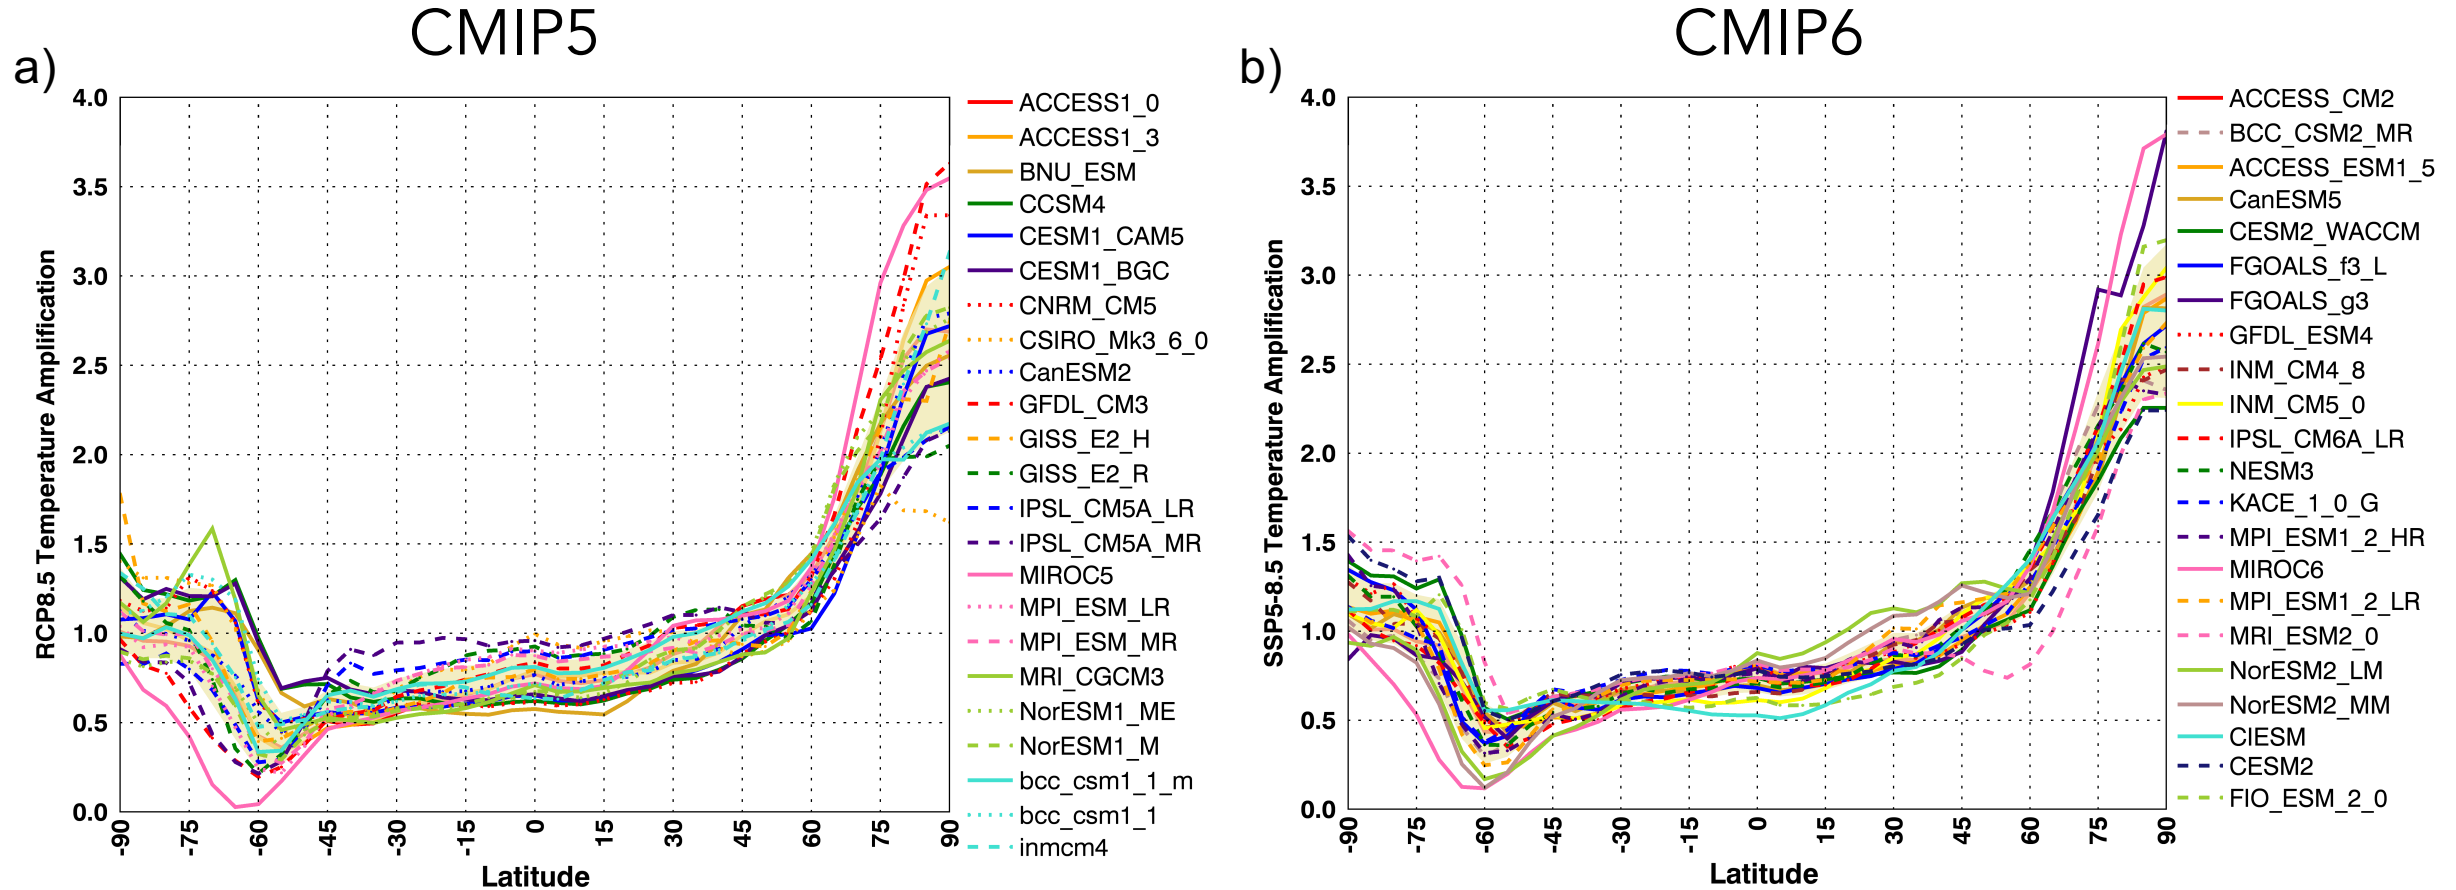 CMIP5
CMIP6
a)
RCP8.5 Temperature Amplification
4.0
3.5
3.0
2.5
2.0
1.5
1.0
0.5
0.0
-90
-75
-60
-45
-30
-15
0
15
30
45
60
75
90
Latitude
ACCESS1_0
ACCESS1_3
BNU_ESM
CCSM4
CESM1_CAM5
CESM1_BGC
CNRM_CM5
CSIRO_Mk3_6_0
CanESM2
GFDL_CM3
GISS_E2_H
GISS_E2_R
IPSL_CM5A_LR
IPSL_CM5A_MR
MIROC5
MPI_ESM_LR
MPI_ESM_MR
MRI_CGCM3
NorESM1_ME
NorESM1_M
bcc_csm1_1_m
bcc_csm1_1
inmcm4
b)
SSP5-8.5 Temperature Amplification
4.0
3.5
3.0
2.5
2.0
1.5
1.0
0.5
0.0
-90
-75
-60
-45
-30
-15
0
15
30
45
60
75
90
Latitude
ACCESS_CM2
BCC_CSM2_MR
ACCESS_ESM1_5
CanESM5
CESM2_WACCM
FGOALS_f3_L
FGOALS_g3
GFDL_ESM4
INM_CM4_8
INM_CM5_0
IPSL_CM6A_LR
NESM3
KACE_1_0_G
MPI_ESM1_2_HR
MIROC6
MPI_ESM1_2_LR
MRI_ESM2_0
NorESM2_LM
NorESM2_MM
CIESM
CESM2
FIO_ESM_2_0